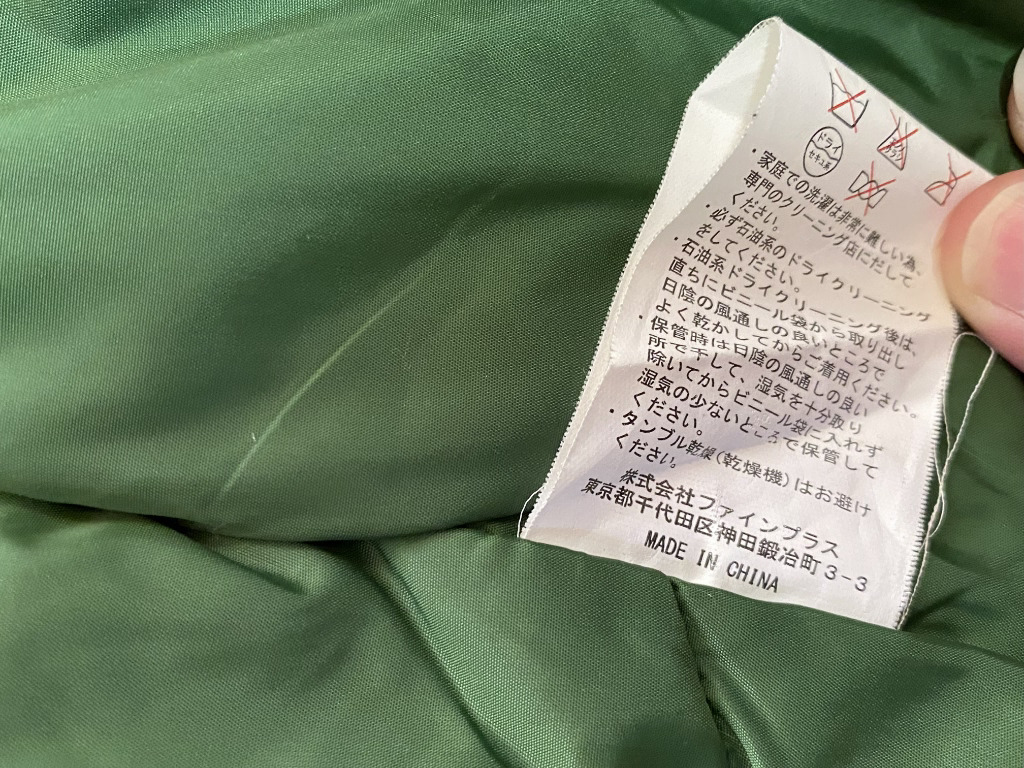 エンソ
サラシ
ドライ
セキユ系
・家庭での洗濯は非常に難しい為、
専門のクリーニング店にだして
ください。
・必ず石油系のドライクリーニング
をしてください。
・石油系ドライクリーニング後は、
直ちにビニール袋から取り出し
日陰の風通しの良いところで
よく乾かしてからご着用ください。
・保管時は日陰の風通しの良い
所で干して、湿気を十分取り
除いてからビニール袋に入れず
湿気の少ないところで保管して
ください。
・タンブル乾燥(乾燥機)はお避け
ください。
株式会社ファインプラス
東京都千代田区神田鍛冶町3-3
MADE IN CHINA